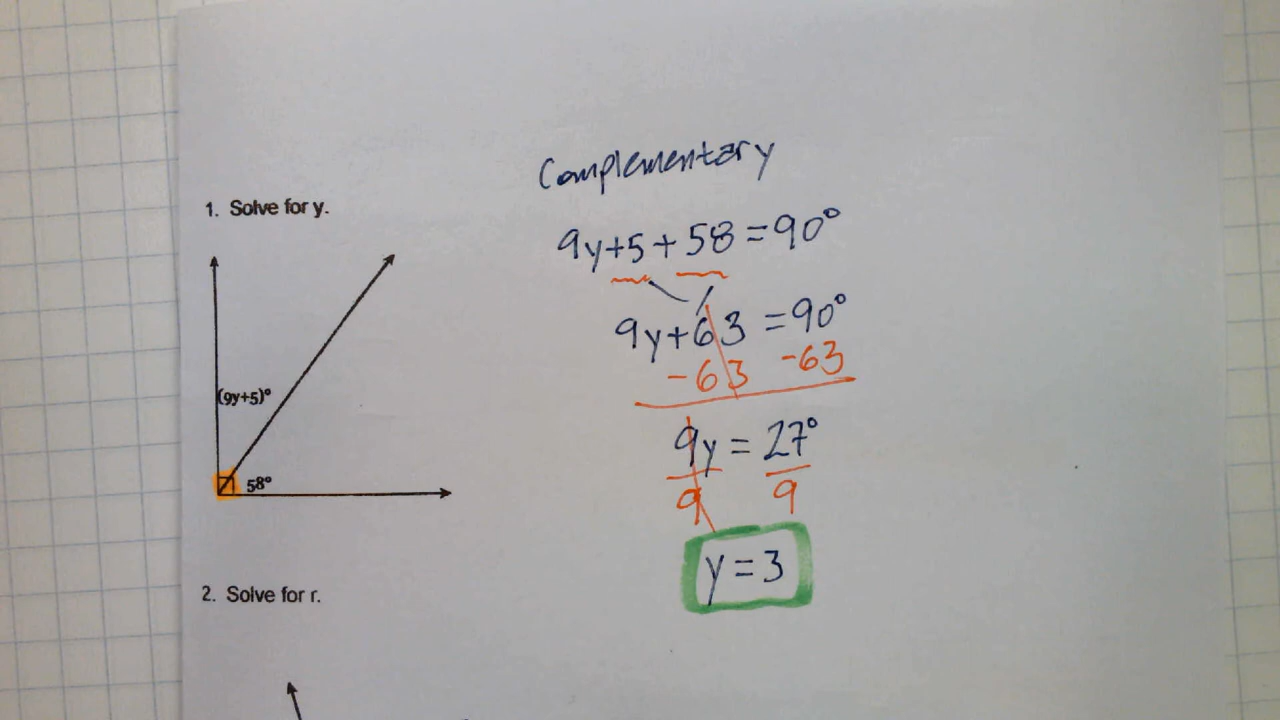 1. Solve for y.
(9y+5)°
58°
2. Solve for r.
Complementary
9y+5+58=90°
9y+63=90°
-63 -63
9y=27°
9 9
y=3